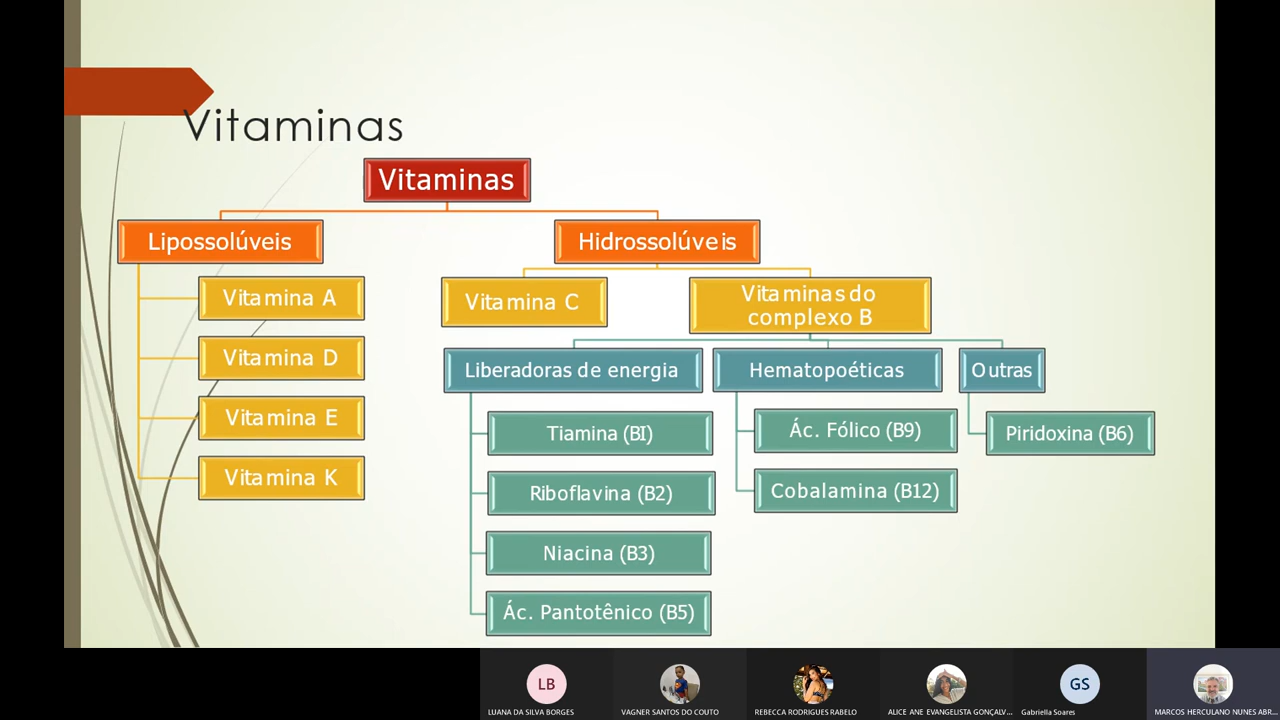 Vitaminas
Vitaminas
Lipossolúveis
Hidrossolúveis
Vitamina A
Vitamina D
Vitamina E
Vitamina K
Vitamina C
Vitaminas do
complexo B
Liberadoras de energia
Hematopoéticas
Outras
Tiamina (BI)
Riboflavina (B2)
Niacina (B3)
Ác. Pantotênico (B5)
Ác. Fólico (B9)
Cobalamina (B12)
Piridoxina (B6)
LB
GS
LUANA DA SILVA BORGES
VAGNER SANTOS DO COUTO
REBECCA RODRIGUES RABELO
ALICE ANE EVANGELISTA GONÇALV...
Gabriella Soares
MARCOS HERCULANO NUNES ABR...